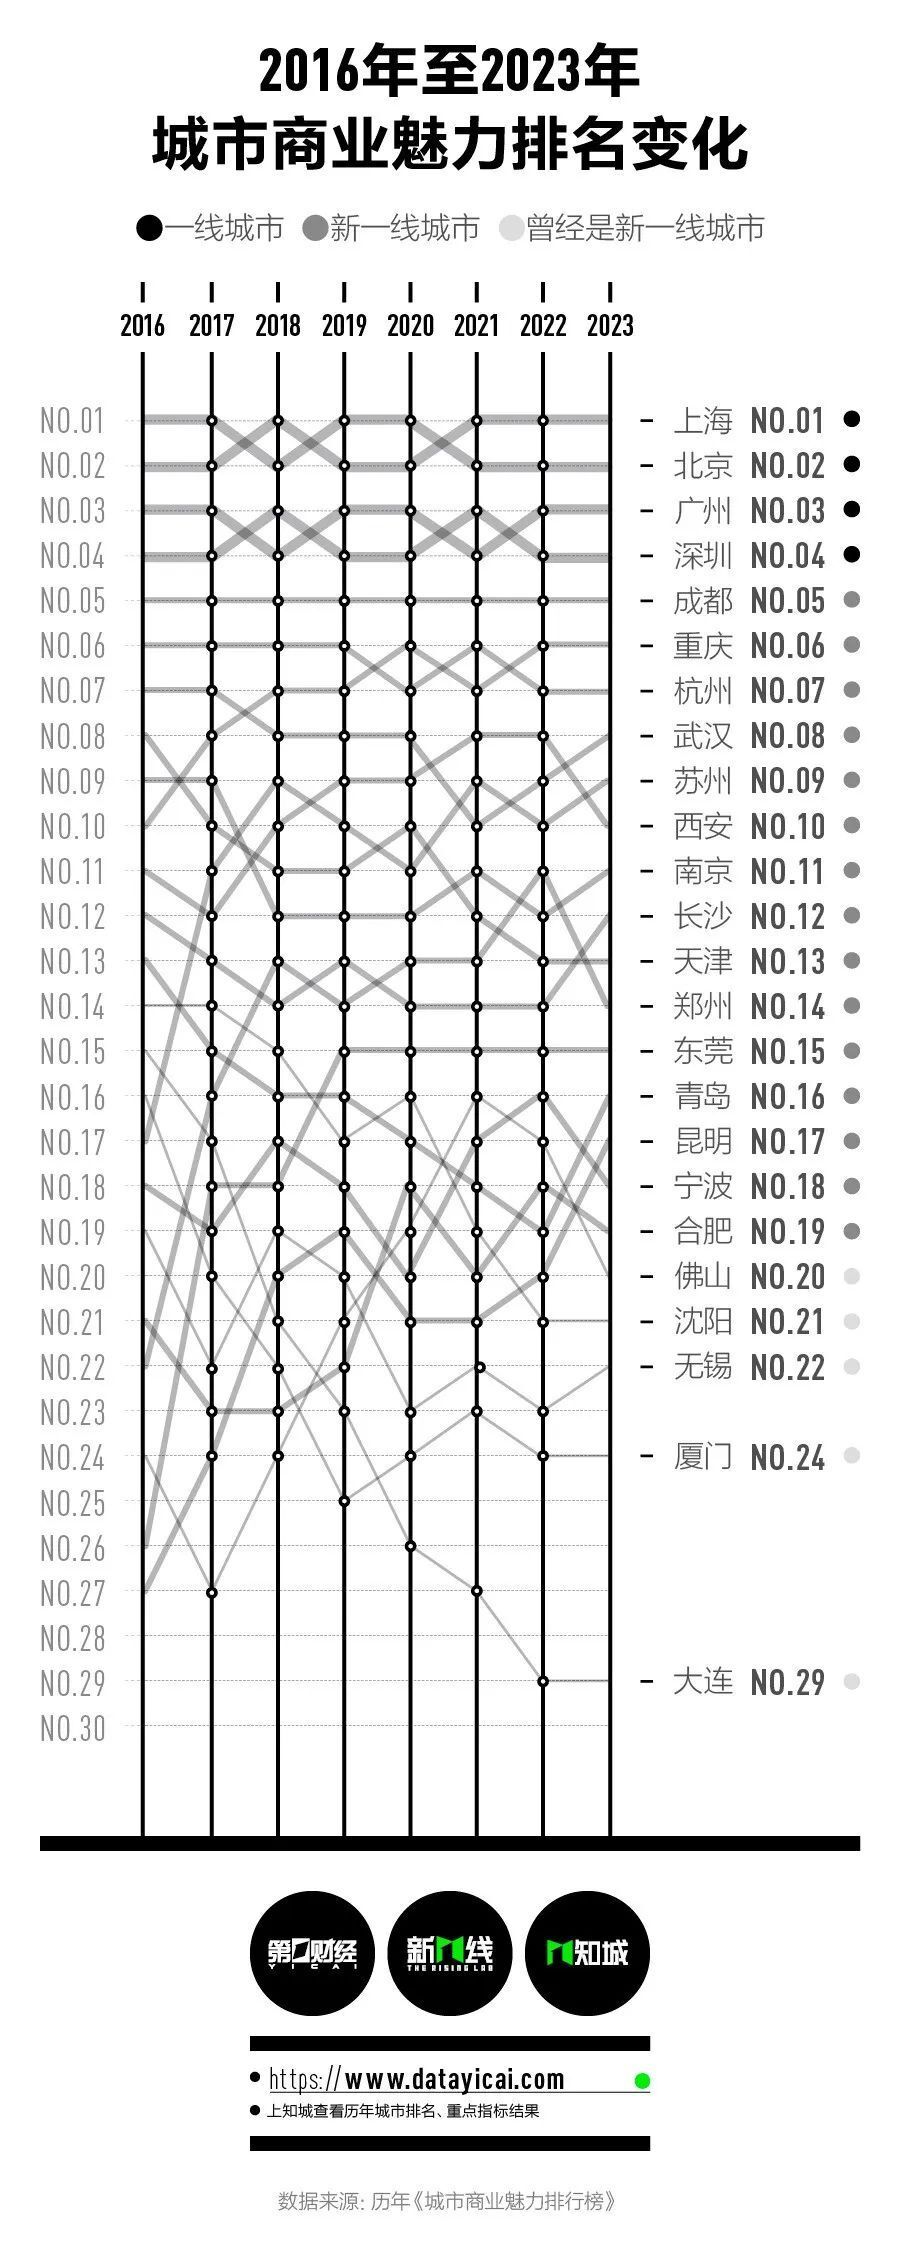 2016年至2023年
城市商业魅力排名变化
一线城市 新一线城市 曾经是新一线城市
2016 2017 2018 2019 2020 2021 2022 2023
NO.01 上海 NO.01
NO.02 北京 NO.02
NO.03 广州 NO.03
NO.04 深圳 NO.04
NO.05 成都 NO.05
NO.06 重庆 NO.06
NO.07 杭州 NO.07
NO.08 武汉 NO.08
NO.09 苏州 NO.09
NO.10 西安 NO.10
NO.11 南京 NO.11
NO.12 长沙 NO.12
NO.13 天津 NO.13
NO.14 郑州 NO.14
NO.15 东莞 NO.15
NO.16 青岛 NO.16
NO.17 昆明 NO.17
NO.18 宁波 NO.18
NO.19 合肥 NO.19
NO.20 佛山 NO.20
NO.21 沈阳 NO.21
NO.22 无锡 NO.22
NO.23
NO.24 厦门 NO.24
NO.25
NO.26
NO.27
NO.28
NO.29 大连 NO.29
NO.30
第一财经 新一线 知城
YICAI THE RISING LAB
https://www.datayicai.com
上知城查看历年城市排名、重点指标结果
数据来源: 历年《城市商业魅力排行榜》